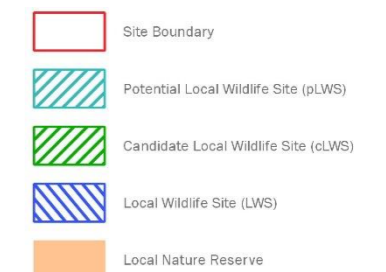 Site Boundary
Potential Local Wildlife Site (pLWS)
Candidate Local Wildlife Site (cLWS)
Local Wildlife Site (LWS)
Local Nature Reserve